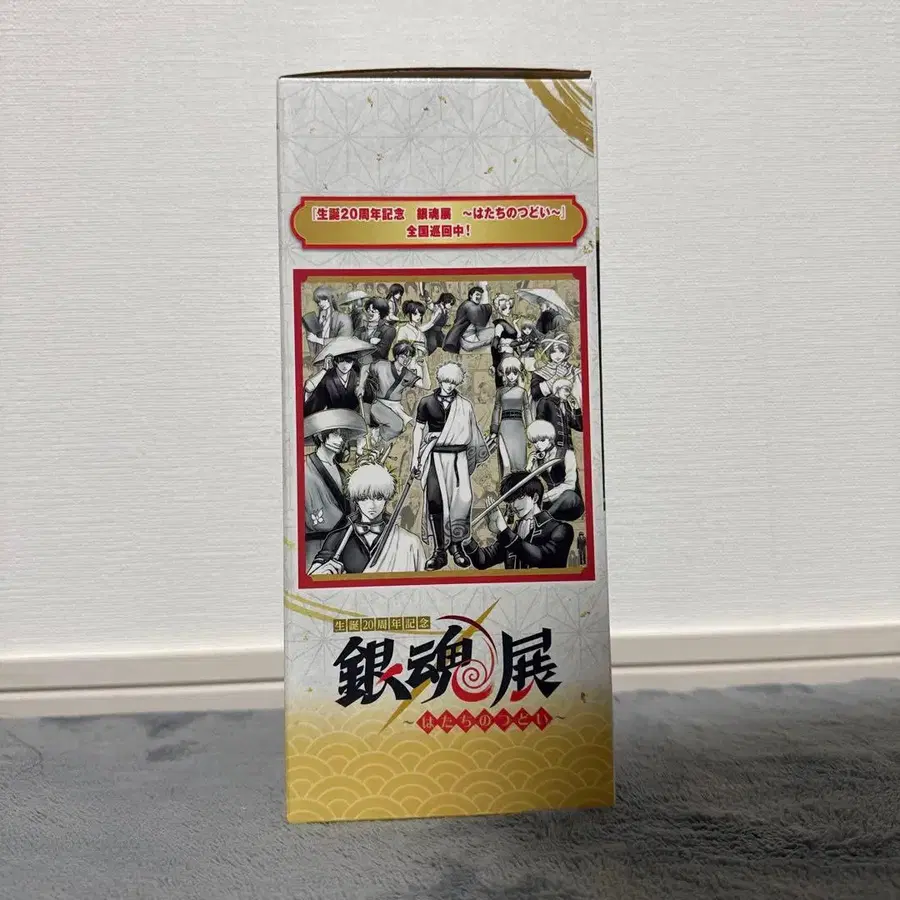 『生誕20周年記念　銀魂展　～はたちのつどい～』
全国巡回中！
生誕20周年記念
銀魂展
～はたちのつどい～